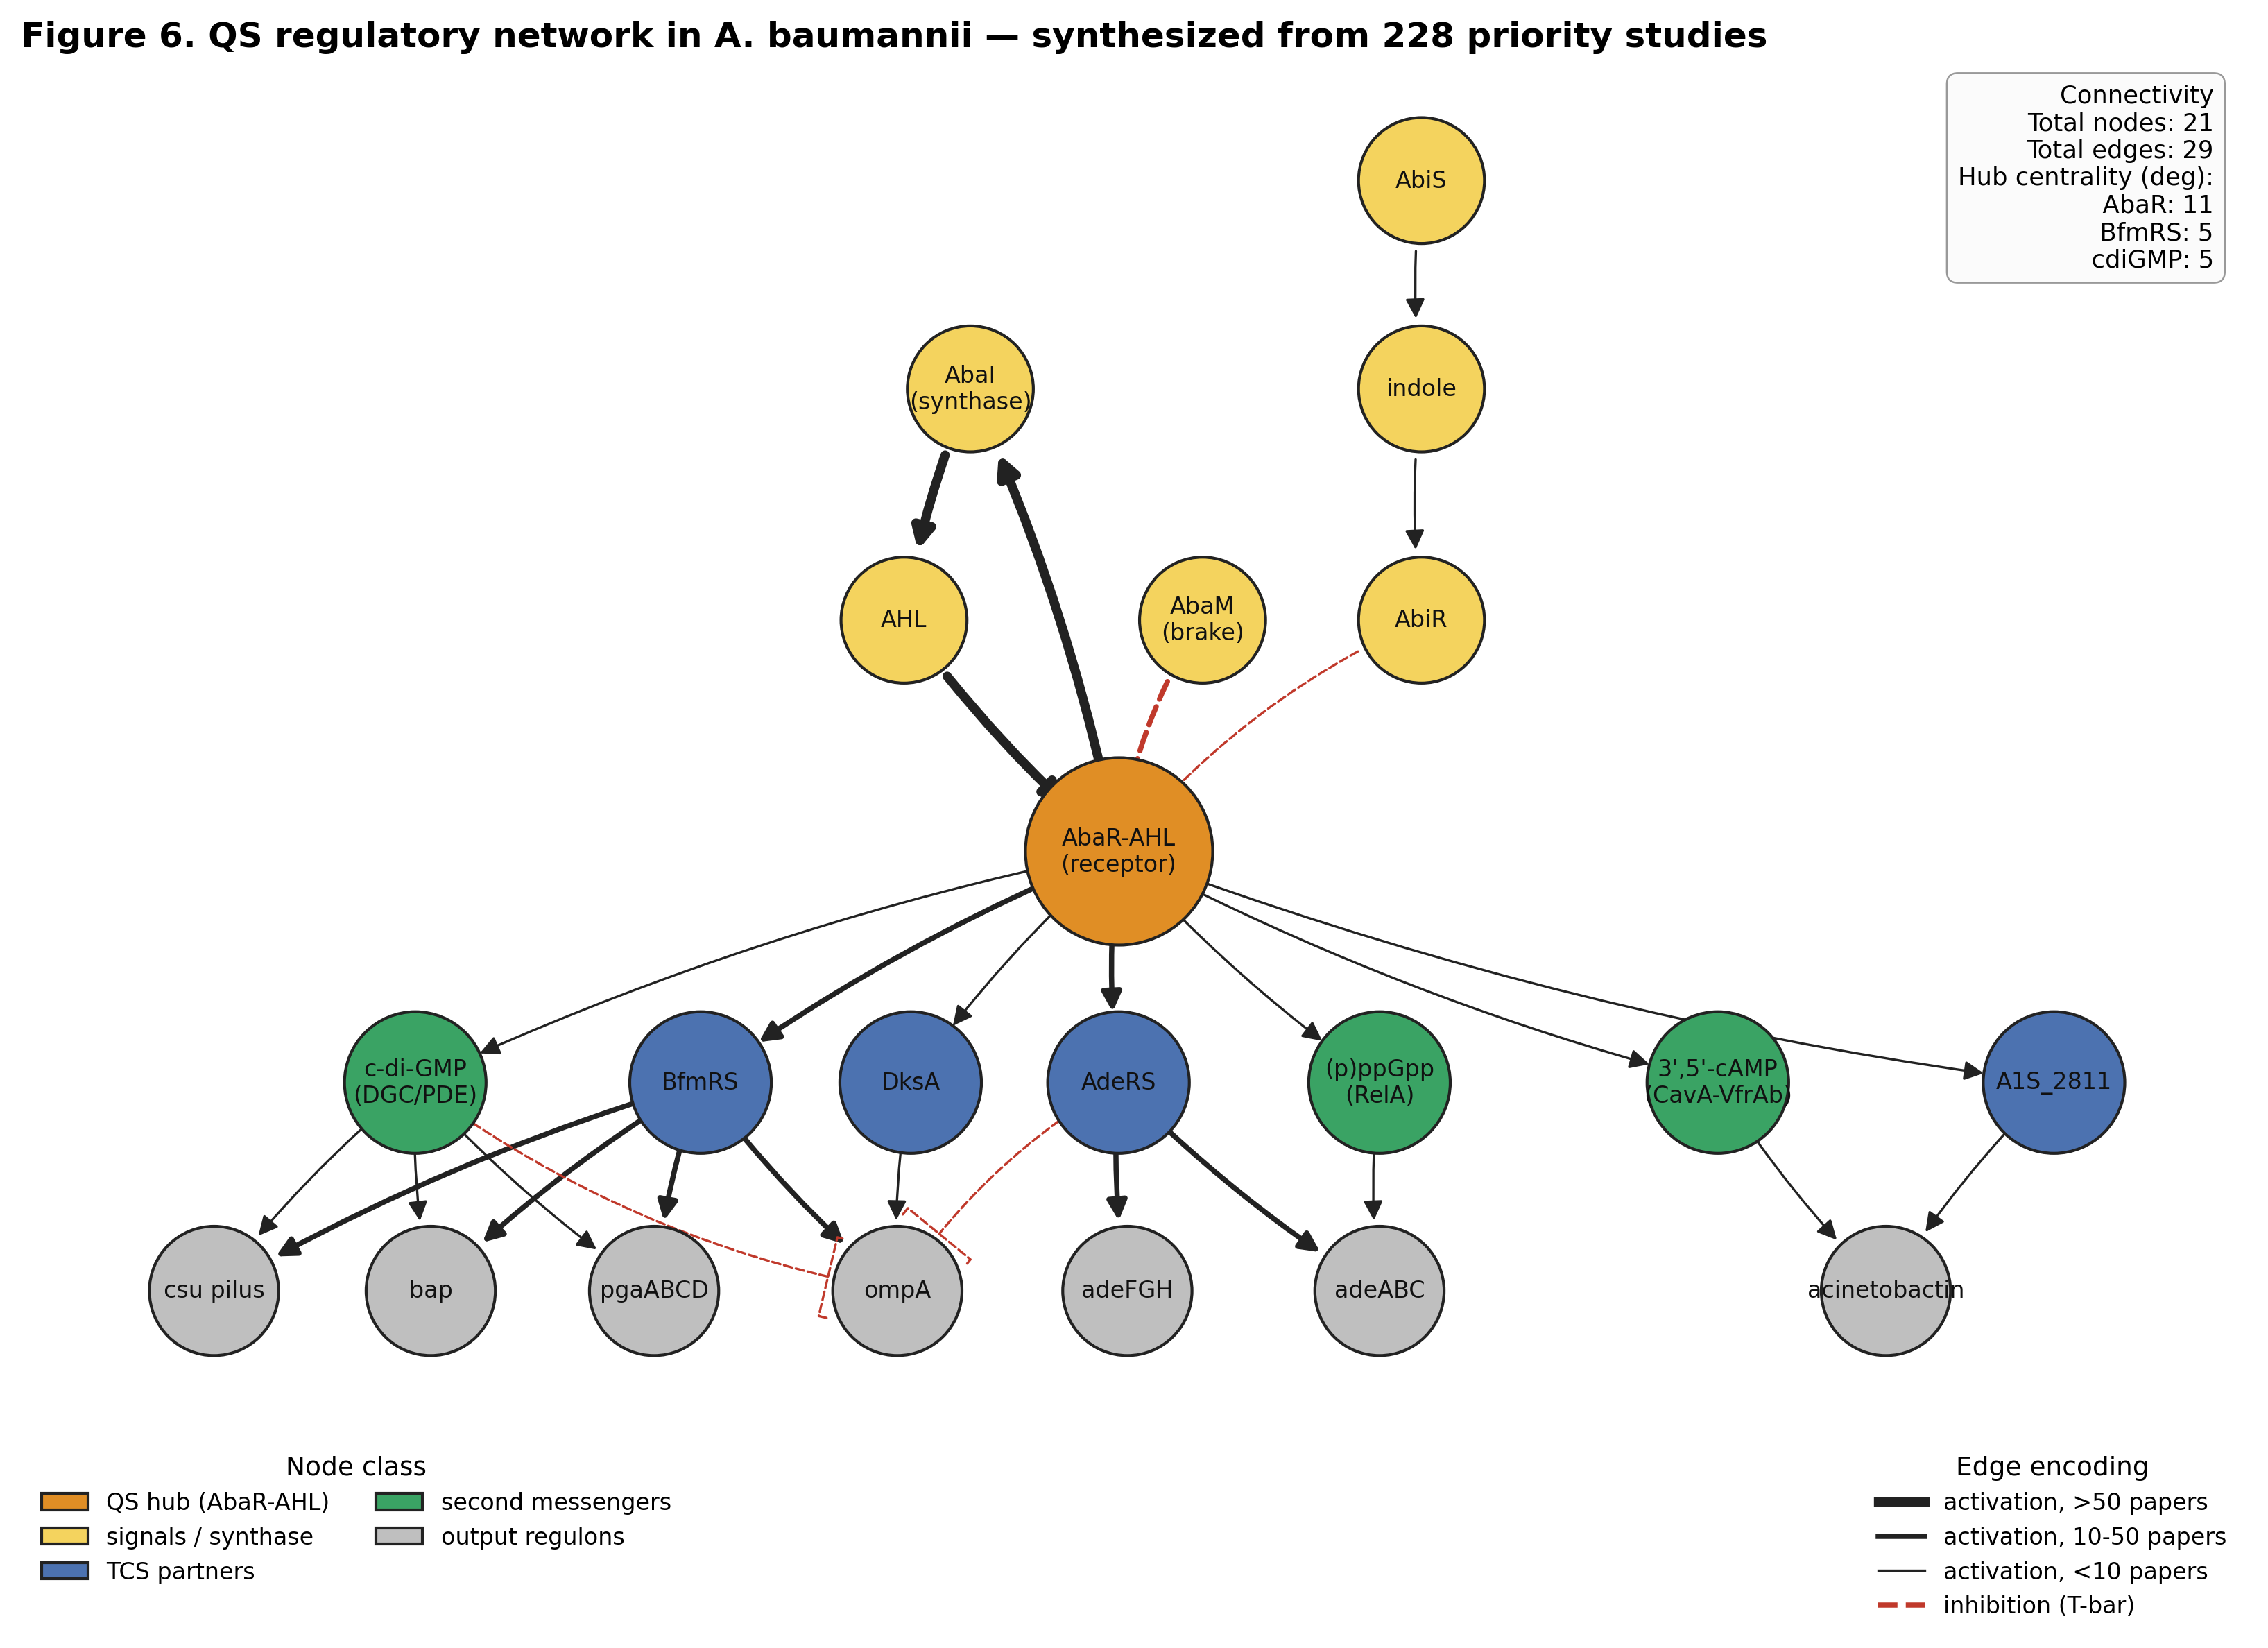 Figure 6. QS regulatory network in A. baumannii — synthesized from 228 priority studies
Connectivity
Total nodes: 21
Total edges: 29
Hub centrality (deg):
AbaR: 11
BfmRS: 5
cdiGMP: 5
AbiS
AbaI
(synthase)
indole
AHL
AbaM
(brake)
AbiR
AbaR-AHL
(receptor)
c-di-GMP
(DGC/PDE)
BfmRS
DksA
AdeRS
(p)ppGpp
(RelA)
3',5'-cAMP
(CavA-VfrAb)
A1S_2811
csu pilus
bap
pgaABCD
ompA
adeFGH
adeABC
acinetobactin
Node class
QS hub (AbaR-AHL)
signals / synthase
TCS partners
second messengers
output regulons
Edge encoding
activation, >50 papers
activation, 10-50 papers
activation, <10 papers
inhibition (T-bar)